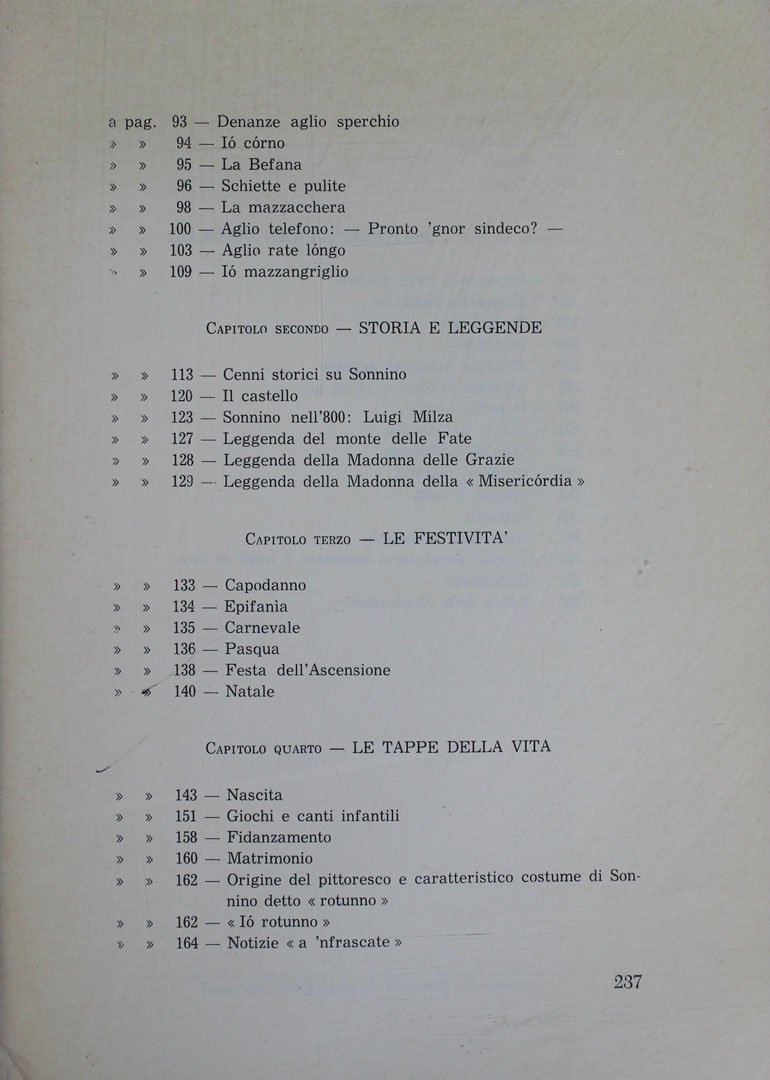 a pag. 93 — Denanze aglio sperchio
» » 94 — Ió córno
» » 95 — La Befana
» » 96 — Schiette e pulite
» » 98 — La mazzacchera
» » 100 — Aglio telefono: — Pronto 'gnor sindeco? —
» » 103 — Aglio rate lóngo
» » 109 — Ió mazzangriglio
Capitolo secondo — STORIA E LEGGENDE
» » 113 — Cenni storici su Sonnino
» » 120 — Il castello
» » 123 — Sonnino nell'800: Luigi Milza
» » 127 — Leggenda del monte delle Fate
» » 128 — Leggenda della Madonna delle Grazie
» » 129 — Leggenda della Madonna della « Misericórdia »
Capitolo terzo — LE FESTIVITA'
» » 133 — Capodanno
» » 134 — Epifanìa
» » 135 — Carnevale
» » 136 — Pasqua
» » 138 — Festa dell'Ascensione
» » 140 — Natale
Capitolo quarto — LE TAPPE DELLA VITA
» » 143 — Nascita
» » 151 — Giochi e canti infantili
» » 158 — Fidanzamento
» » 160 — Matrimonio
» » 162 — Origine del pittoresco e caratteristico costume di Son-
nino detto « rotunno »
» » 162 — « Ió rotunno »
» » 164 — Notizie « a 'nfrascate »
237